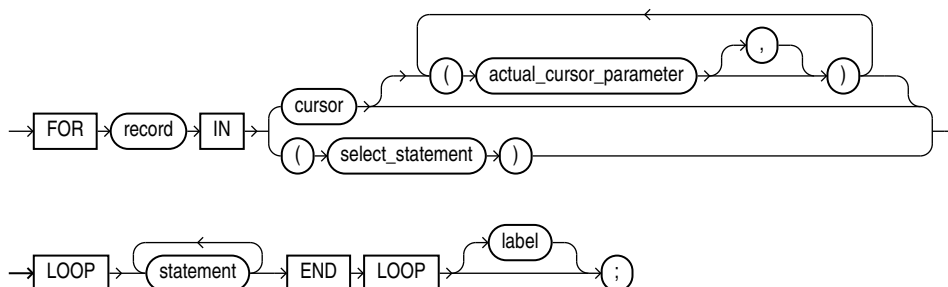 ,
( actual_cursor_parameter )
cursor
FOR record IN
( select_statement )
label
LOOP statement END LOOP ;